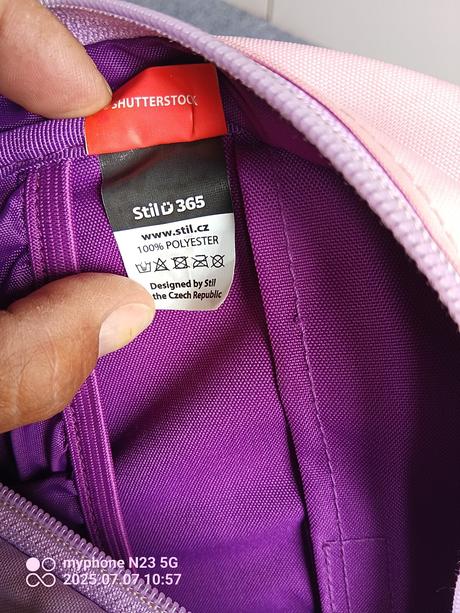 SHUTTERSTOCK
Stil 365
www.stil.cz
100% POLYESTER
Designed by Stil
the Czech Republic
myphone N23 5G
2025.07.07 10:57